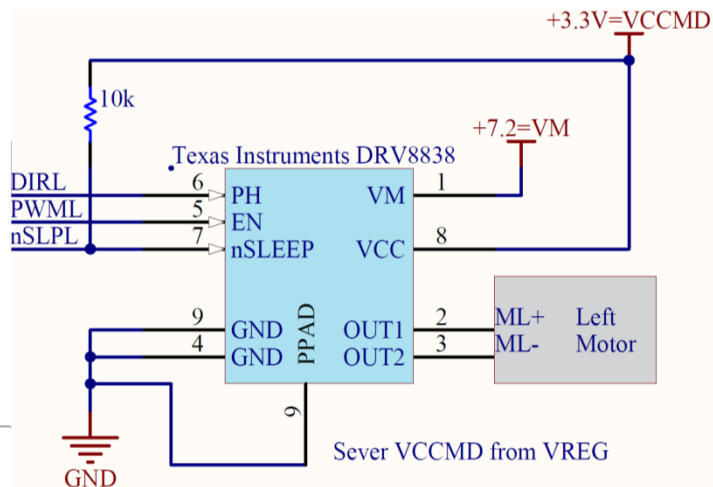 +3.3V=VCCMD
10k
+7.2=VM
Texas Instruments DRV8838
DIRL 6 PH VM 1
PWML 5 EN
nSLPL 7 nSLEEP VCC 8
9 GND PPAD OUT1 2 ML+ Left
4 GND OUT2 3 ML- Motor
9
Sever VCCMD from VREG
GND